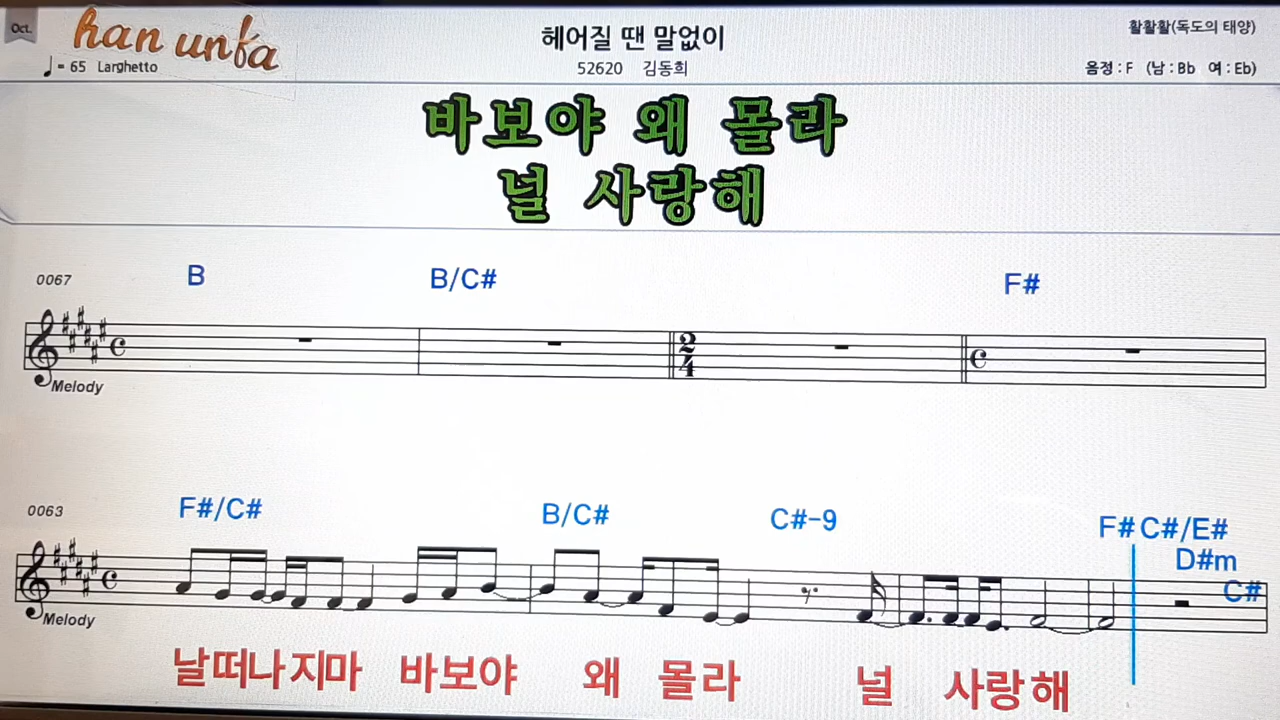 Oct.
han unfa
헤어질 땐 말없이
활활활(독도의 태양)
♩= 65 Larghetto
52620 김동희
음정 : F (남 : Bb 여 : Eb)
바보야 왜 몰라
널 사랑해
0067 B B/C# F#
2
4
Melody
0063 F#/C# B/C# C#-9 F# C#/E#
D#m
C#
Melody
날떠나지마 바보야 왜 몰라 널 사랑해